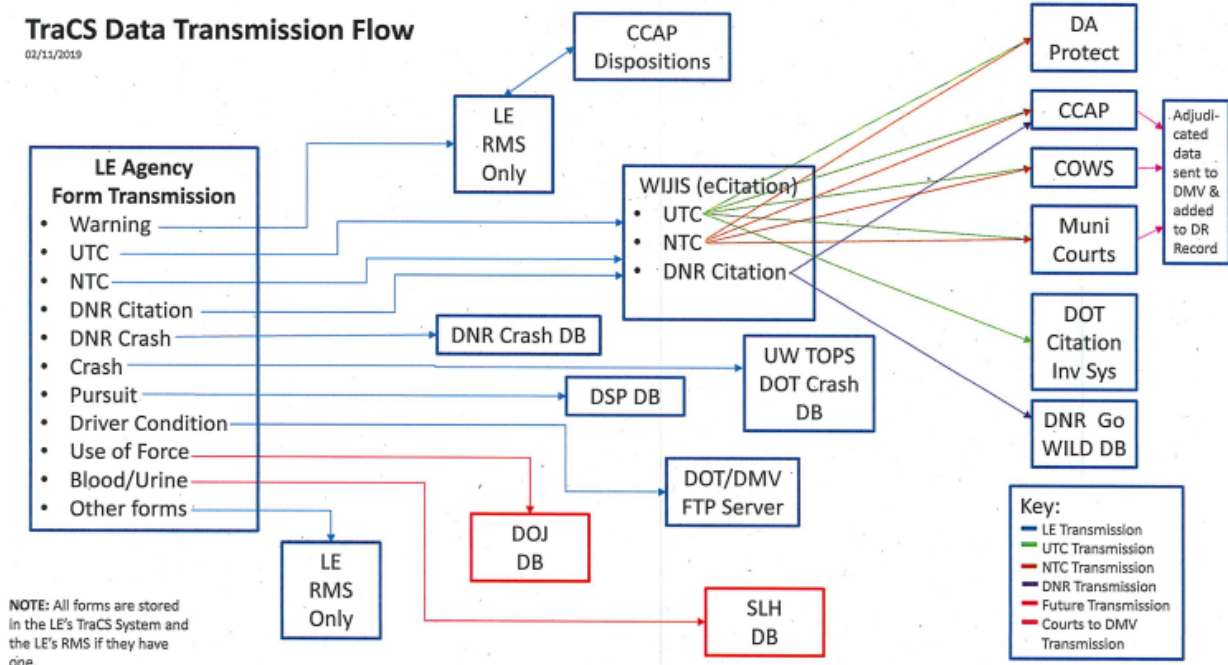 TraCS Data Transmission Flow
02/11/2019
CCAP
Dispositions
LE
RMS
Only
LE Agency
Form Transmission
• Warning
• UTC
• NTC
• DNR Citation
• DNR Crash
• Crash
• Pursuit
• Driver Condition
• Use of Force
• Blood/Urine
• Other forms
WIJIS (eCitation)
• UTC
• NTC
• DNR Citation
DNR Crash DB
UW TOPS
DOT Crash
DB
DSP DB
DOT/DMV
FTP Server
DOJ
DB
LE
RMS
Only
SLH
DB
DA
Protect
CCAP
COWS
Muni
Courts
DOT
Citation
Inv Sys
DNR Go
WILD DB
Adjudi-
cated
data
sent to
DMV &
added
to DR
Record
Key:
LE Transmission
UTC Transmission
NTC Transmission
DNR Transmission
Future Transmission
Courts to DMV
Transmission
NOTE: All forms are stored
in the LE's TraCS System and
the LE's RMS if they have
one